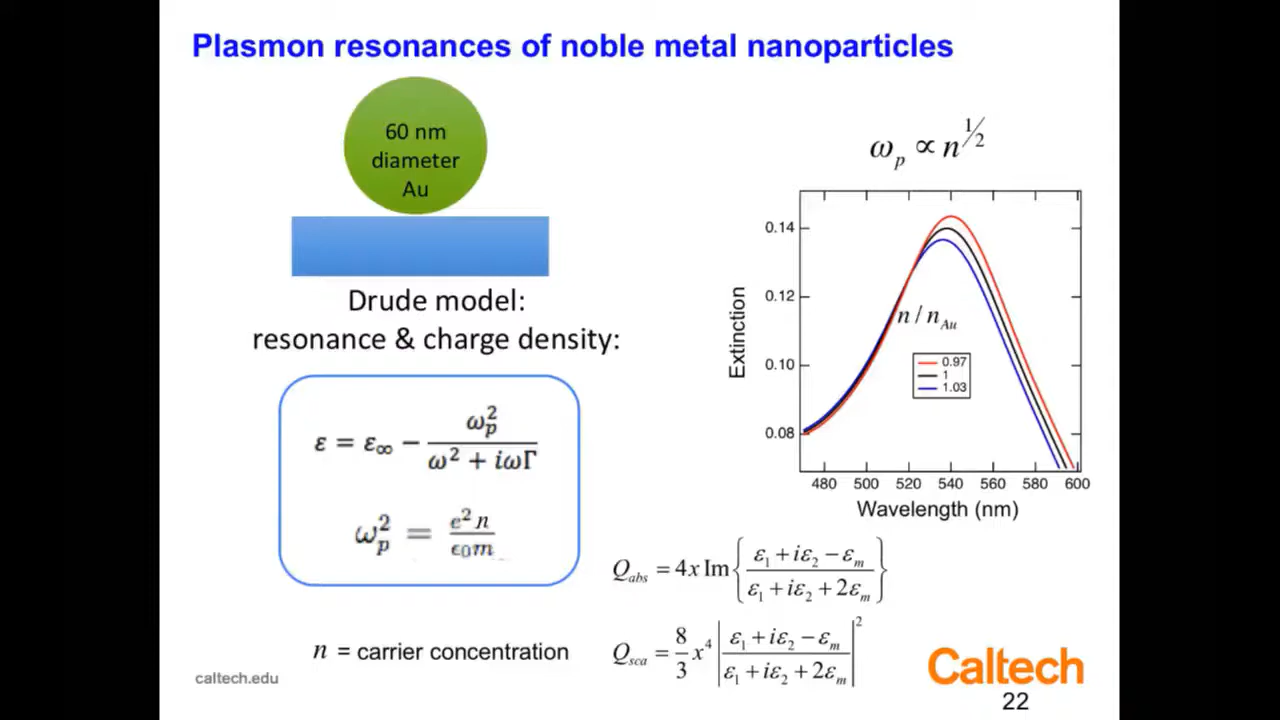 Plasmon resonances of noble metal nanoparticles
60 nm
diameter
Au
Drude model:
resonance & charge density:
ε = ε∞ − ωp² / (ω² + iωΓ)
ωp² = e²n / ϵ₀m
n = carrier concentration
caltech.edu
ωp ∝ n^1/2
Extinction
0.14
0.12
0.10
0.08
n / nAu
0.97
1
1.03
480 500 520 540 560 580 600
Wavelength (nm)
Qabs = 4x Im{(ε₁ + iε₂ − εm) / (ε₁ + iε₂ + 2εm)}
Qsca = 8/3 x⁴ |(ε₁ + iε₂ − εm) / (ε₁ + iε₂ + 2εm)|²
Caltech
22